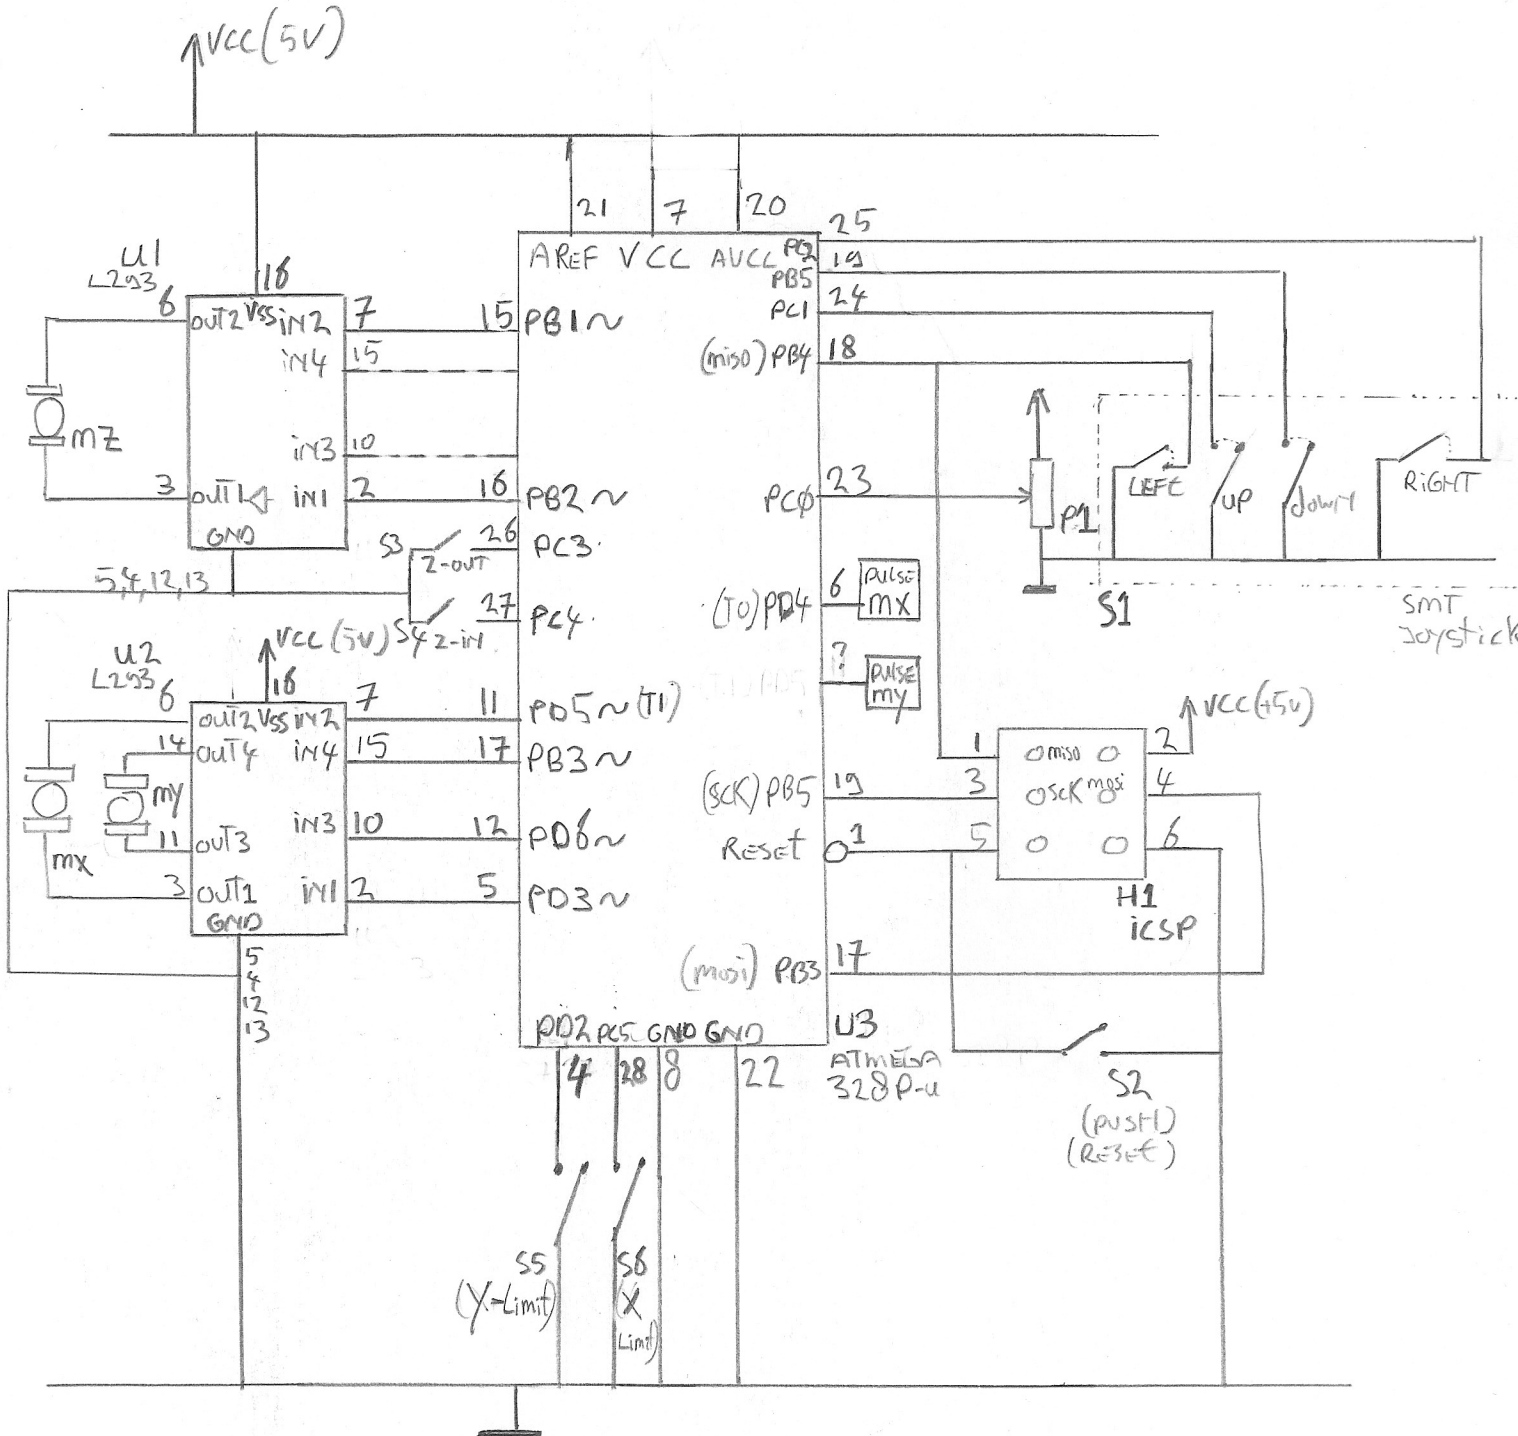 VCC(5V)
21 7 20
AREF VCC AVCC
PC2 25
PB5 19
PC1 24
(miso) PB4 18
U1
L293
16
6 OUT2 VSS iN2 7 15 PB1~
iN4 15
mZ
iN3 10
3 OUT1 iN1 2 16 PB2~
GND
5,4,12,13
S3 Z-OUT 26 PC3
S4 Z-iN 27 PC4
PC0 23
P1
LEFT
UP
down
RiGHT
S1
SMT
Joystick
(T0) PD4 6 PULSE
mx
? PULSE
my
U2
L293
VCC (5V)
16
6 OUT2 VSS iN2 7 11 PD5~(T1)
14 OUT4 iN4 15 17 PB3~
my
11 OUT3 iN3 10 12 PD6~
mx
3 OUT1 iN1 2 5 PD3~
GND
5
4
12
13
VCC(+5V)
1 miso 2
(SCK) PB5 19 3 SCK mosi 4
RESET 1 5 6
H1
iCSP
(mosi) PB3 17
PD2 PC5 GND GND
4 28 8 22
U3
ATMEGA
328P-u
S2
(PUSH)
(RESET)
S5
(Y-Limit)
S6
(X
Limit)